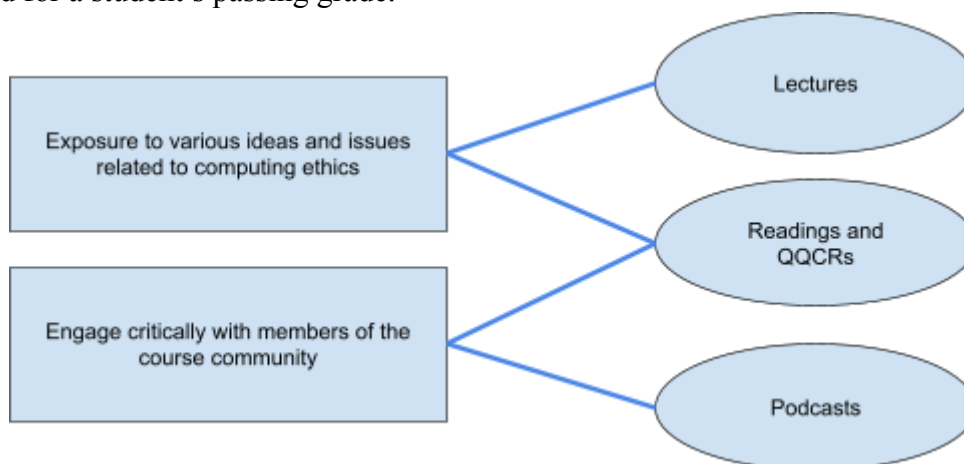 d for a student's passing grade.
Exposure to various ideas and issues
related to computing ethics
Engage critically with members of the
course community
Lectures
Readings and
QQCRs
Podcasts